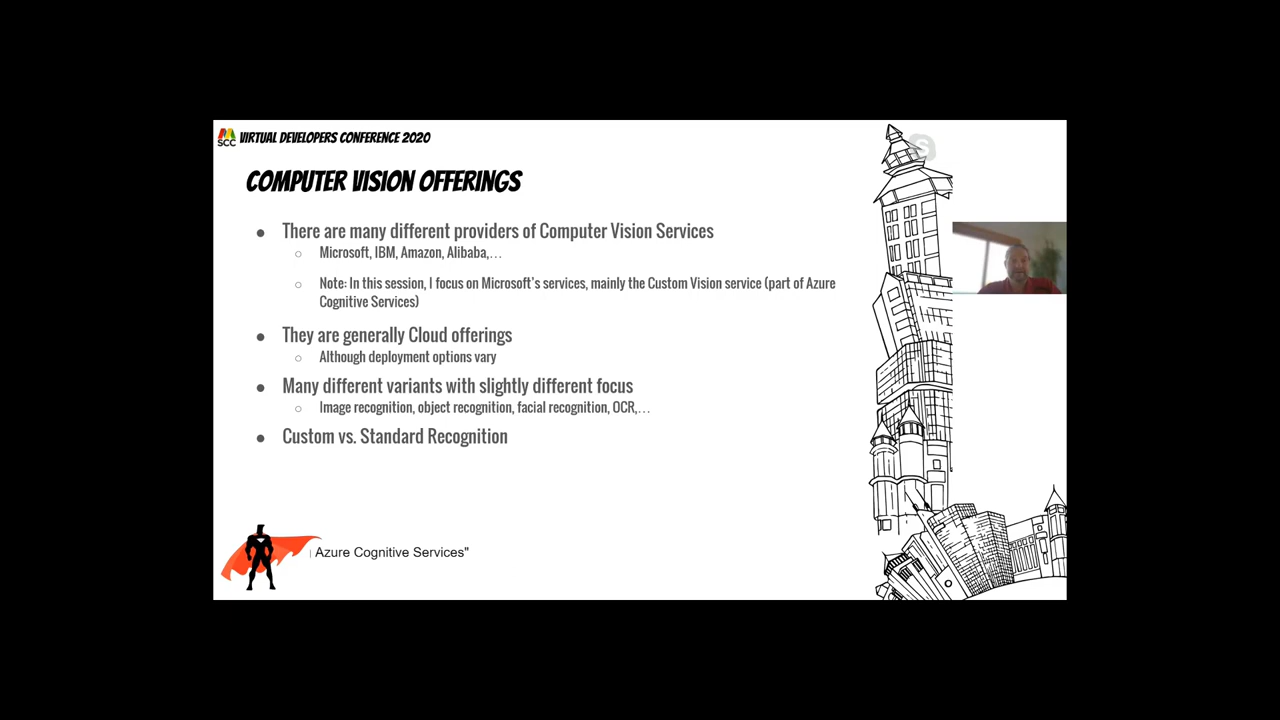 SCC VIRTUAL DEVELOPERS CONFERENCE 2020
COMPUTER VISION OFFERINGS
● There are many different providers of Computer Vision Services
○ Microsoft, IBM, Amazon, Alibaba,...
○ Note: In this session, I focus on Microsoft's services, mainly the Custom Vision service (part of Azure
Cognitive Services)
● They are generally Cloud offerings
○ Although deployment options vary
● Many different variants with slightly different focus
○ Image recognition, object recognition, facial recognition, OCR,...
● Custom vs. Standard Recognition
| Azure Cognitive Services"